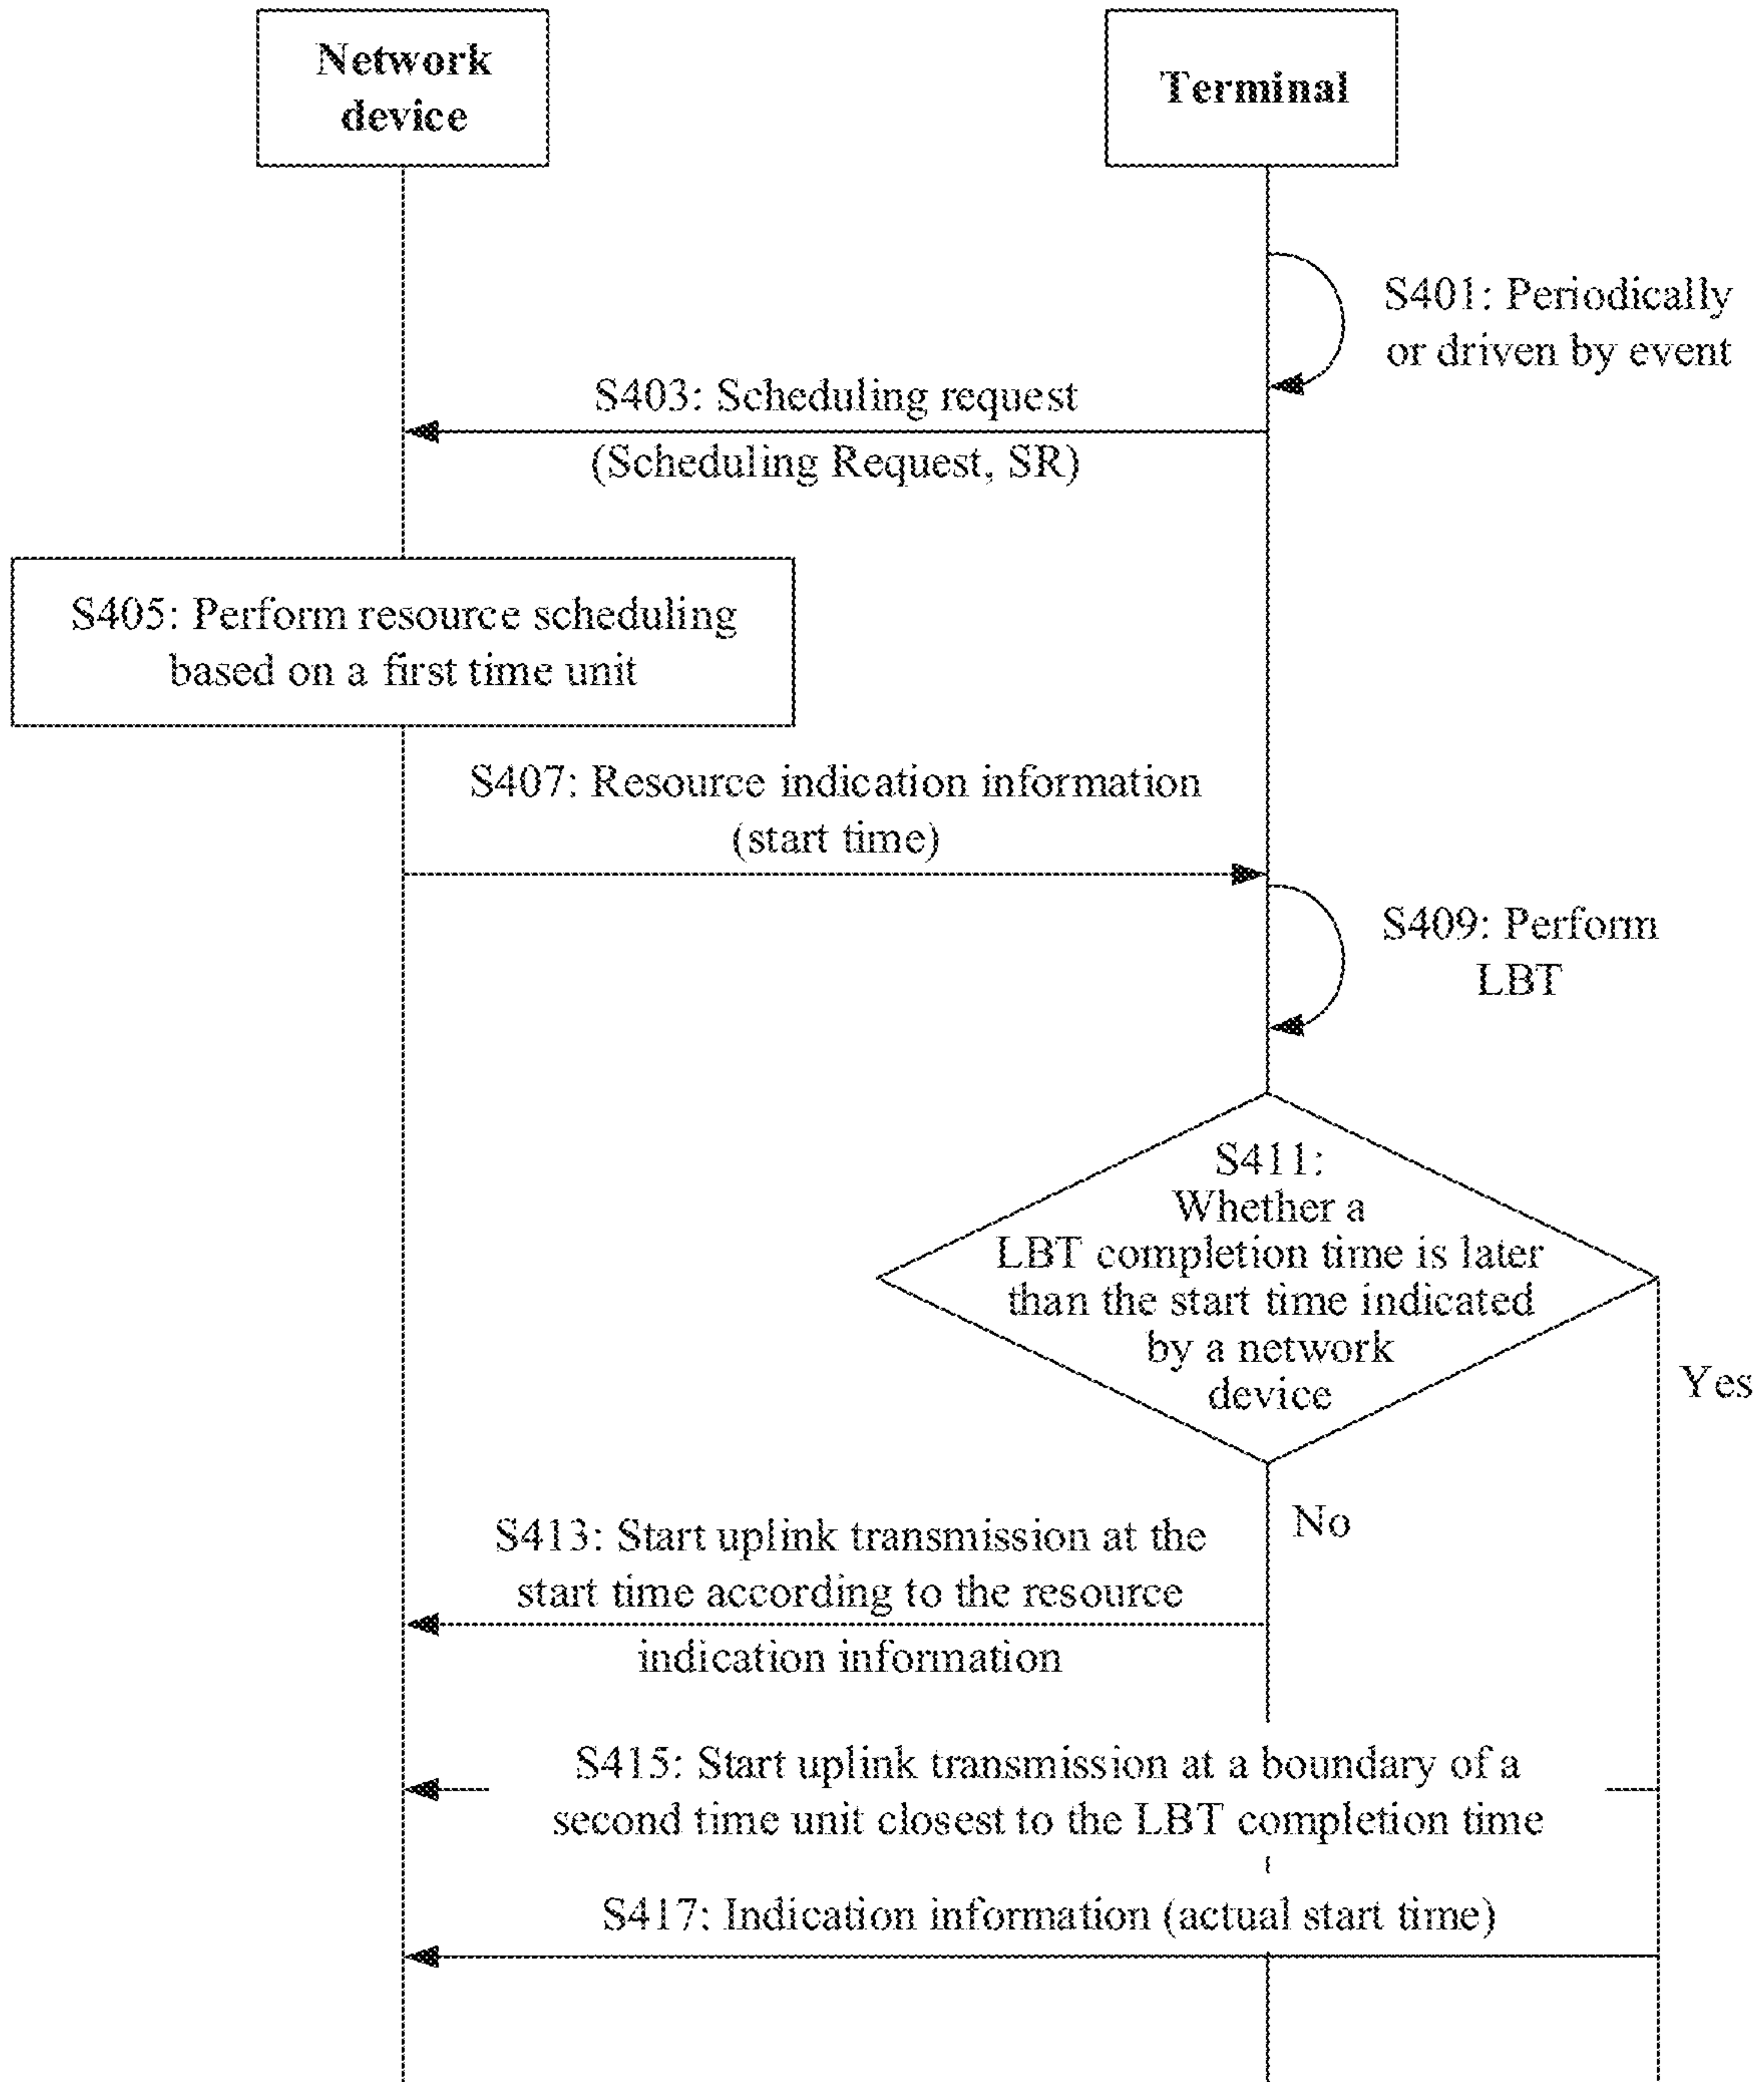 Network
device
Terminal
S401: Periodically
or driven by event
S403: Scheduling request
(Scheduling Request, SR)
S405: Perform resource scheduling
based on a first time unit
S407: Resource indication information
(start time)
S409: Perform
LBT
S411:
Whether a
LBT completion time is later
than the start time indicated
by a network
device
Yes
No
S413: Start uplink transmission at the
start time according to the resource
indication information
S415: Start uplink transmission at a boundary of a
second time unit closest to the LBT completion time
S417: Indication information (actual start time)